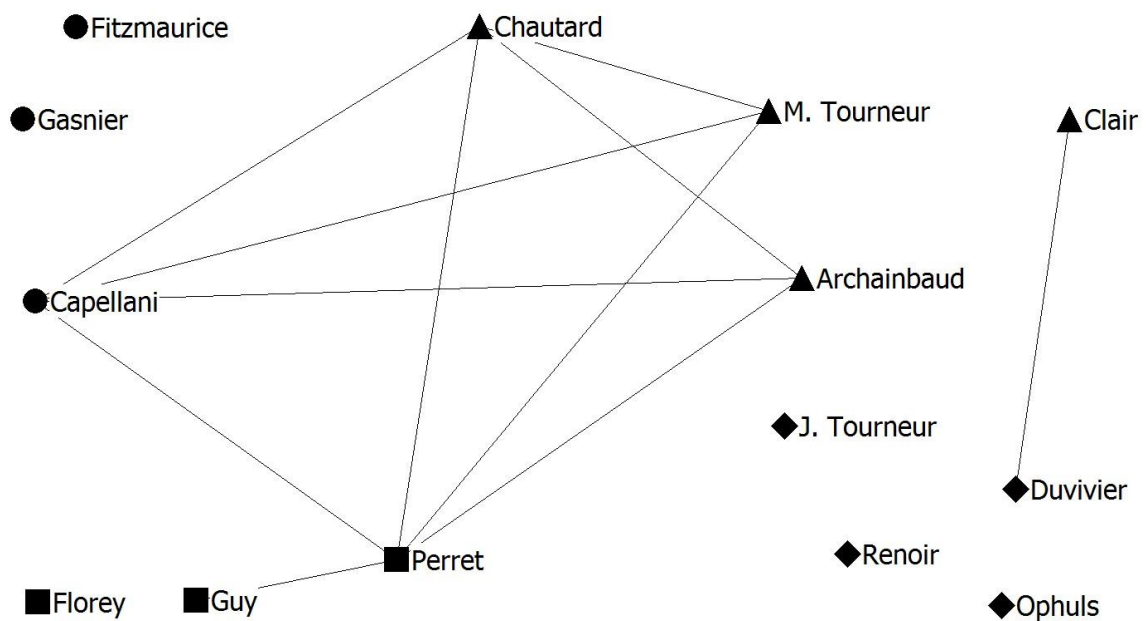 Fitzmaurice
Chautard
Gasnier
M. Tourneur
Clair
Capellani
Archainbaud
J. Tourneur
Duvivier
Perret
Renoir
Florey
Guy
Ophuls